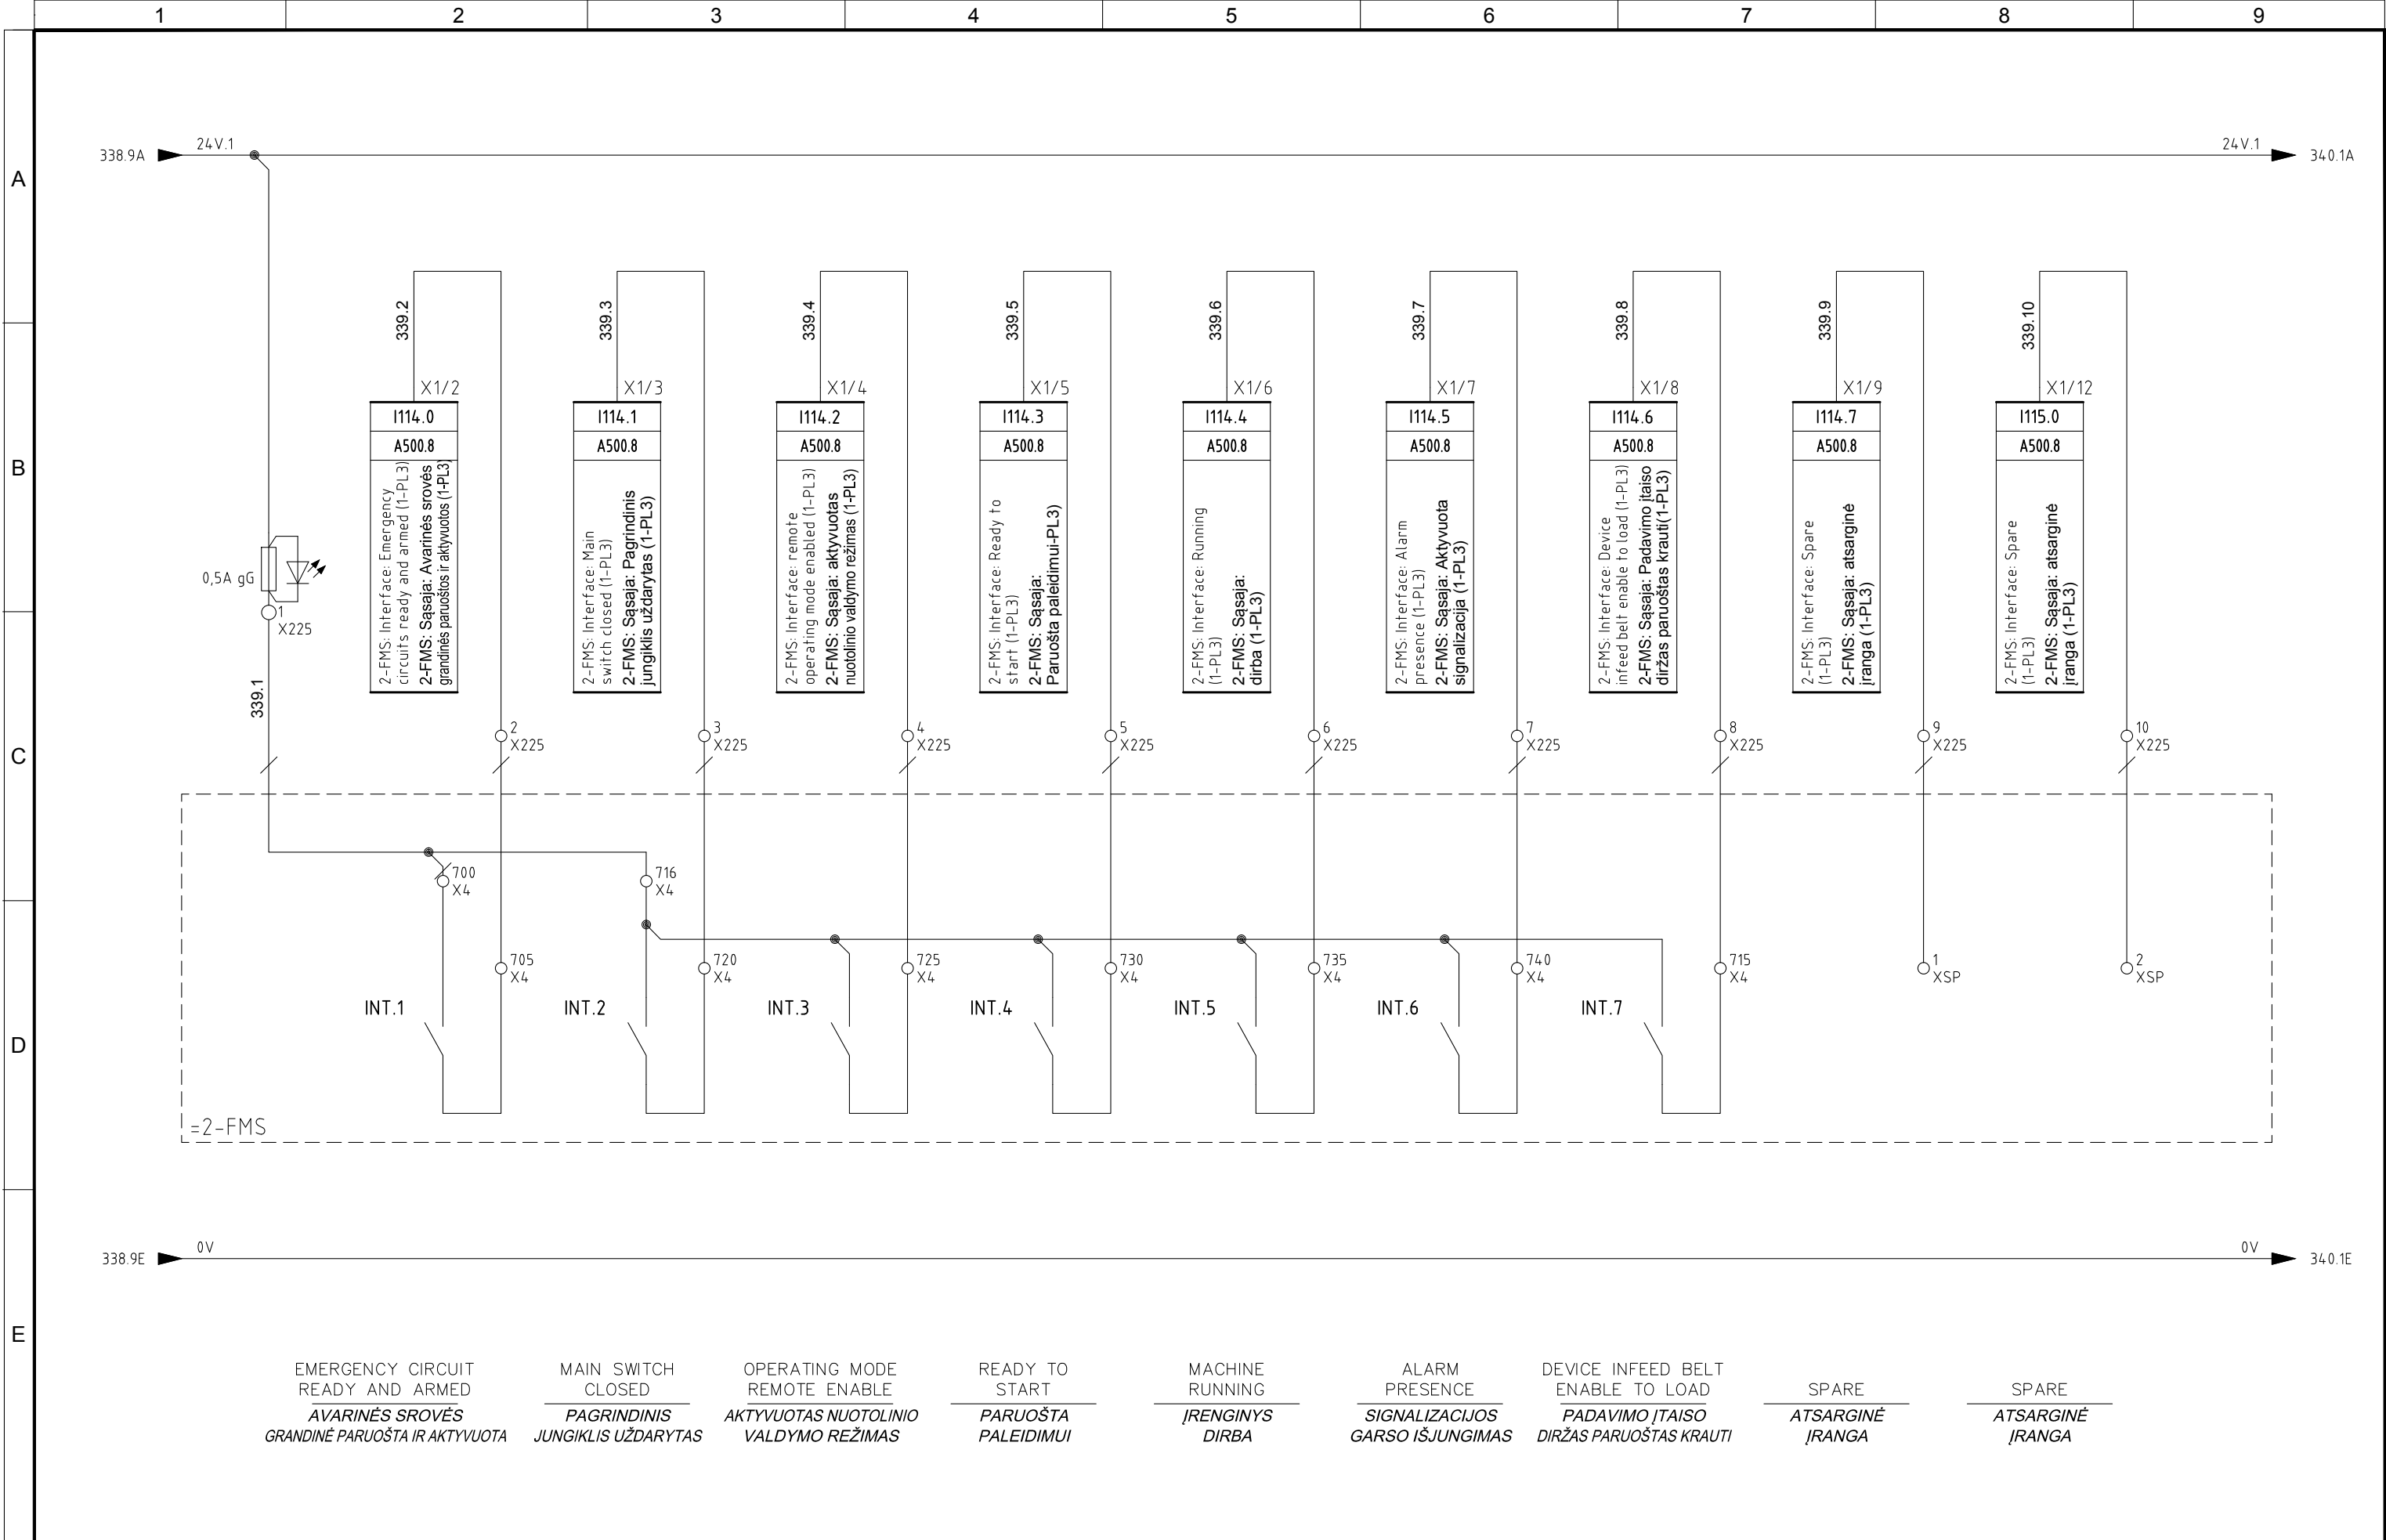 1 2 3 4 5 6 7 8 9
A
338.9A 24V.1 24V.1 340.1A
339.2 339.3 339.4 339.5 339.6 339.7 339.8 339.9 339.10
X1/2 X1/3 X1/4 X1/5 X1/6 X1/7 X1/8 X1/9 X1/12
I114.0 I114.1 I114.2 I114.3 I114.4 I114.5 I114.6 I114.7 I115.0
B
A500.8 A500.8 A500.8 A500.8 A500.8 A500.8 A500.8 A500.8 A500.8
2-FMS: Interface: Emergency
circuits ready and armed (1-PL3)
2-FMS: Sąsaja: Avarinės srovės
grandinės paruoštos ir aktyvuotos (1-PL3)
2-FMS: Interface: Main
switch closed (1-PL3)
2-FMS: Sąsaja: Pagrindinis
jungiklis uždarytas (1-PL3)
2-FMS: Interface: remote
operating mode enabled (1-PL3)
2-FMS: Sąsaja: aktyvuotas
nuotolinio valdymo režimas (1-PL3)
2-FMS: Interface: Ready to
start (1-PL3)
2-FMS: Sąsaja:
Paruošta paleidimui-PL3)
2-FMS: Interface: Running
(1-PL3)
2-FMS: Sąsaja:
dirba (1-PL3)
2-FMS: Interface: Alarm
presence (1-PL3)
2-FMS: Sąsaja: Aktyvuota
signalizacija (1-PL3)
2-FMS: Interface: Device
infeed belt enable to load (1-PL3)
2-FMS: Sąsaja: Padavimo įtaiso
diržas paruoštas krauti(1-PL3)
2-FMS: Interface: Spare
(1-PL3)
2-FMS: Sąsaja: atsarginė
įranga (1-PL3)
2-FMS: Interface: Spare
(1-PL3)
2-FMS: Sąsaja: atsarginė
įranga (1-PL3)
0,5A gG
1
X225
339.1
C
2 3 4 5 6 7 8 9 10
X225 X225 X225 X225 X225 X225 X225 X225 X225
700 716
X4 X4
705 720 725 730 735 740 715 1 2
X4 X4 X4 X4 X4 X4 X4 XSP XSP
INT.1 INT.2 INT.3 INT.4 INT.5 INT.6 INT.7
D
=2-FMS
338.9E 0V 0V 340.1E
E
EMERGENCY CIRCUIT
READY AND ARMED
AVARINĖS SROVĖS
GRANDINĖ PARUOŠTA IR AKTYVUOTA
MAIN SWITCH
CLOSED
PAGRINDINIS
JUNGIKLIS UŽDARYTAS
OPERATING MODE
REMOTE ENABLE
AKTYVUOTAS NUOTOLINIO
VALDYMO REŽIMAS
READY TO
START
PARUOŠTA
PALEIDIMUI
MACHINE
RUNNING
ĮRENGINYS
DIRBA
ALARM
PRESENCE
SIGNALIZACIJOS
GARSO IŠJUNGIMAS
DEVICE INFEED BELT
ENABLE TO LOAD
PADAVIMO ĮTAISO
DIRŽAS PARUOŠTAS KRAUTI
SPARE
ATSARGINĖ
ĮRANGA
SPARE
ATSARGINĖ
ĮRANGA